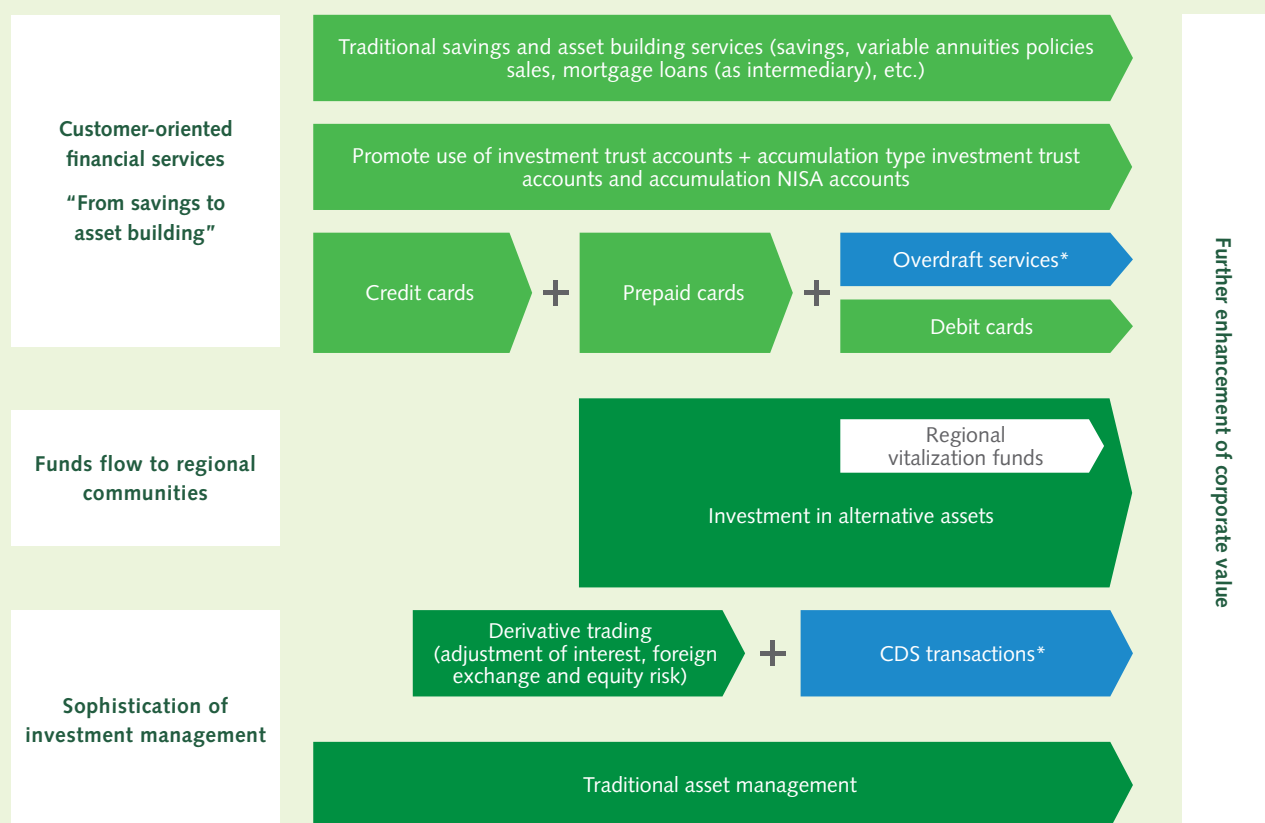 Customer-oriented
financial services
“From savings to
asset building”
Traditional savings and asset building services (savings, variable annuities policies
sales, mortgage loans (as intermediary), etc.)
Promote use of investment trust accounts + accumulation type investment trust
accounts and accumulation NISA accounts
Credit cards
+
Prepaid cards
+
Overdraft services*
Debit cards
Funds flow to regional
communities
Regional
vitalization funds
Investment in alternative assets
Sophistication of
investment management
Derivative trading
(adjustment of interest, foreign
exchange and equity risk)
+
CDS transactions*
Traditional asset management
Further enhancement of corporate value